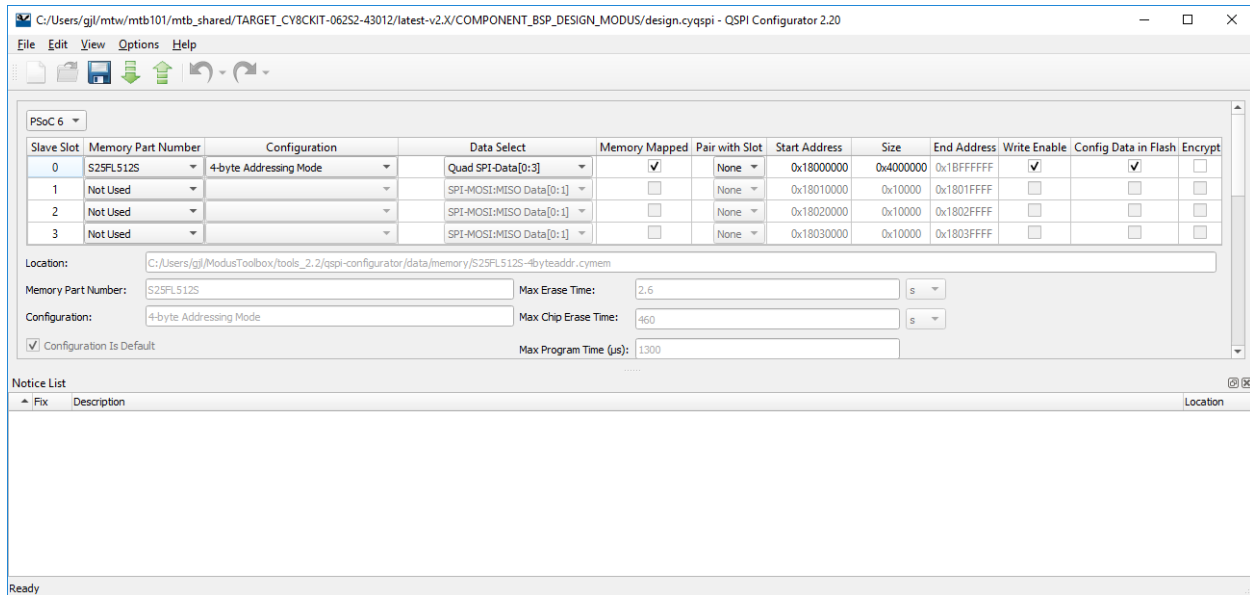 C:/Users/gjl/mtw/mtb101/mtb_shared/TARGET_CY8CKIT-062S2-43012/latest-v2.X/COMPONENT_BSP_DESIGN_MODUS/design.cyqspi - QSPI Configurator 2.20
File Edit View Options Help
PSoC 6
Slave Slot Memory Part Number Configuration Data Select Memory Mapped Pair with Slot Start Address Size End Address Write Enable Config Data in Flash Encrypt
0 S25FL512S 4-byte Addressing Mode Quad SPI-Data[0:3] None 0x18000000 0x4000000 0x1BFFFFFF
1 Not Used SPI-MOSI:MISO Data[0:1] None 0x18010000 0x10000 0x1801FFFF
2 Not Used SPI-MOSI:MISO Data[0:1] None 0x18020000 0x10000 0x1802FFFF
3 Not Used SPI-MOSI:MISO Data[0:1] None 0x18030000 0x10000 0x1803FFFF
Location: C:/Users/gjl/ModusToolbox/tools_2.2/qspi-configurator/data/memory/S25FL512S-4byteaddr.cymem
Memory Part Number: S25FL512S Max Erase Time: 2.6 s
Configuration: 4-byte Addressing Mode Max Chip Erase Time: 460 s
Configuration Is Default Max Program Time (µs): 1300
Notice List
Fix Description Location
Ready